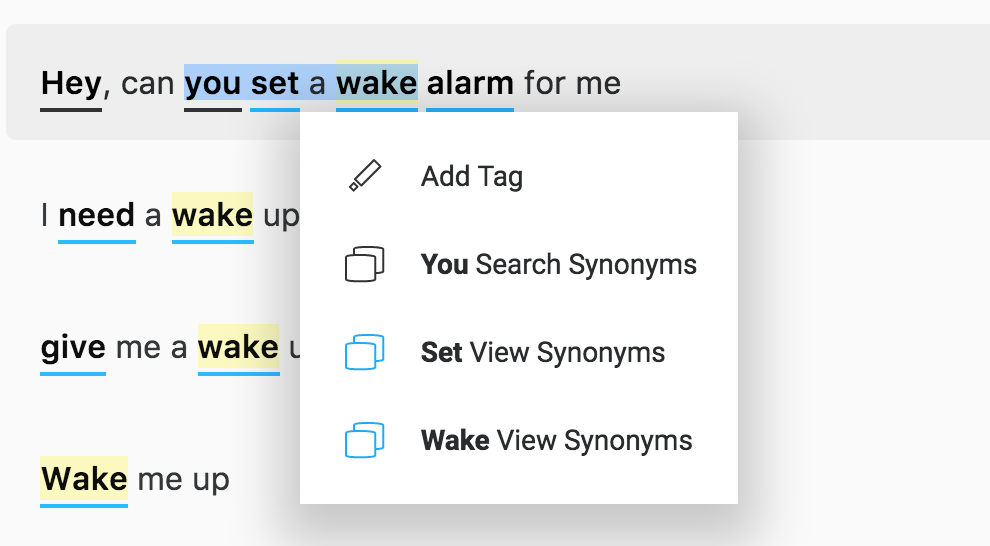 Hey, can you set a wake alarm for me
Add Tag
I need a wake up
You Search Synonyms
give me a wake
Set View Synonyms
Wake View Synonyms
Wake me up